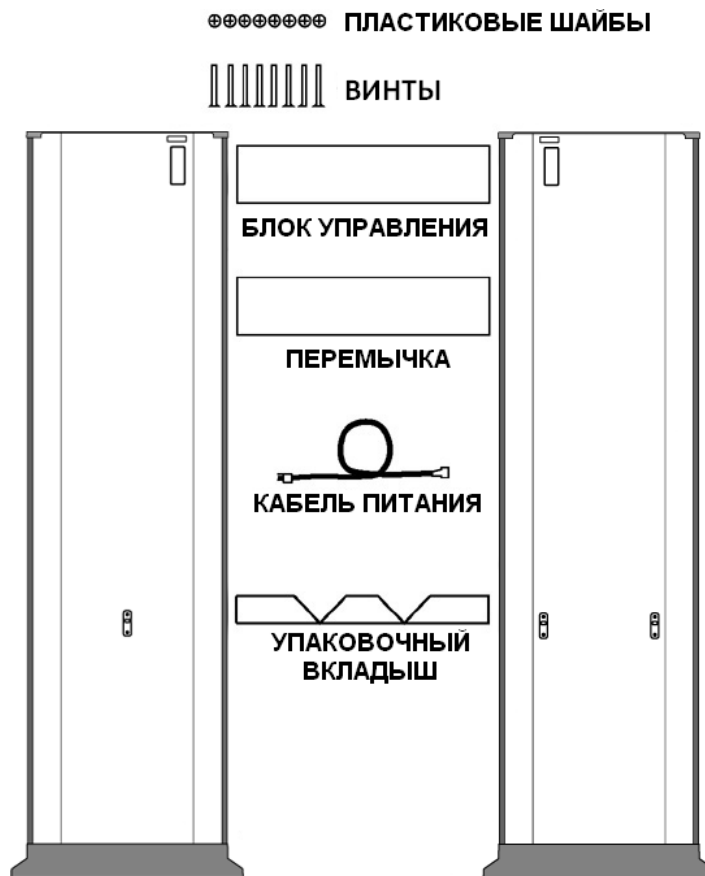 ПЛАСТИКОВЫЕ ШАЙБЫ
ВИНТЫ
БЛОК УПРАВЛЕНИЯ
ПЕРЕМЫЧКА
КАБЕЛЬ ПИТАНИЯ
УПАКОВОЧНЫЙ
ВКЛАДЫШ